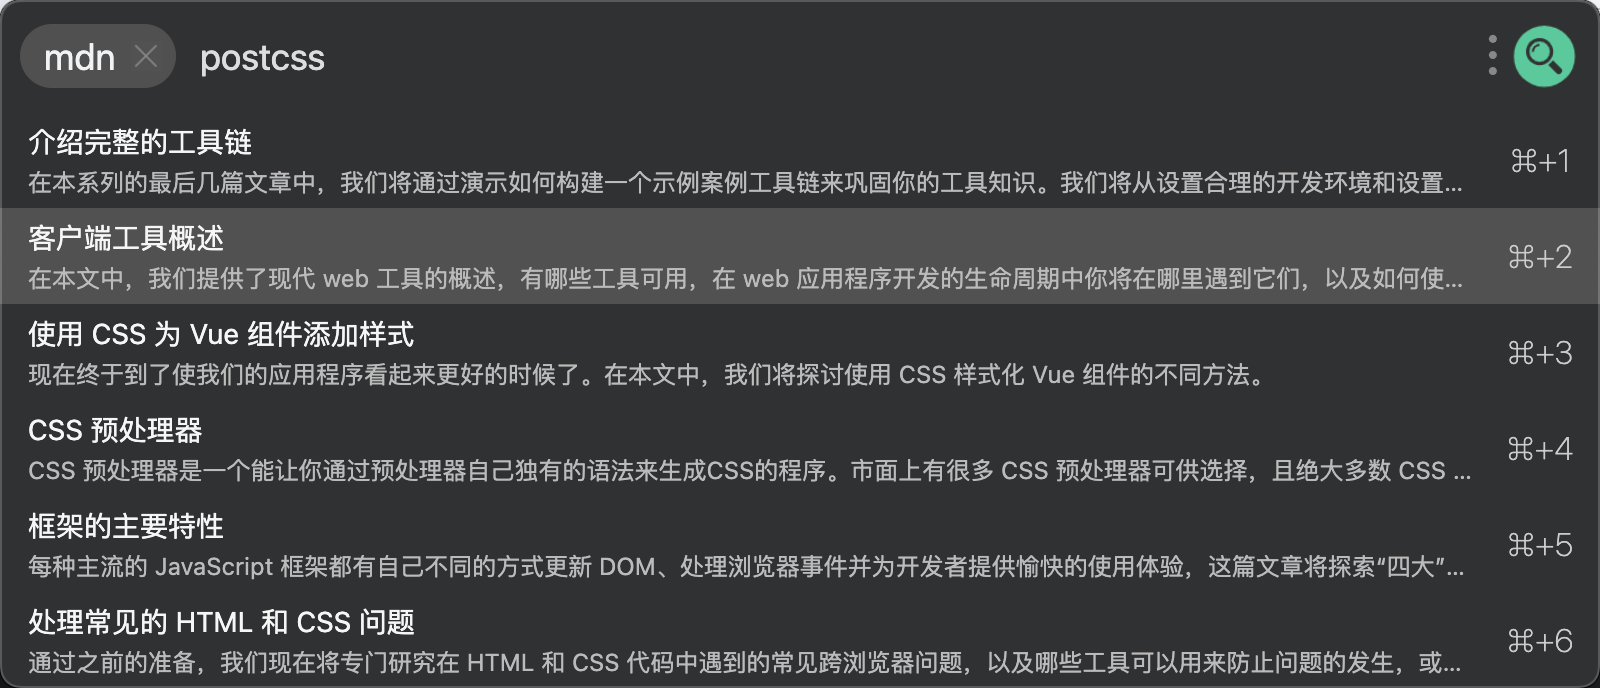 mdn postcss
介绍完整的工具链
在本系列的最后几篇文章中，我们将通过演示如何构建一个示例案例工具链来巩固你的工具知识。我们将从设置合理的开发环境和设置...
⌘+1
客户端工具概述
在本文中，我们提供了现代 web 工具的概述，有哪些工具可用，在 web 应用程序开发的生命周期中你将在哪里遇到它们，以及如何使...
⌘+2
使用 CSS 为 Vue 组件添加样式
现在终于到了使我们的应用程序看起来更好的时候了。在本文中，我们将探讨使用 CSS 样式化 Vue 组件的不同方法。
⌘+3
CSS 预处理器
CSS 预处理器是一个能让你通过预处理器自己独有的语法来生成CSS的程序。市面上有很多 CSS 预处理器可供选择，且绝大多数 CSS ...
⌘+4
框架的主要特性
每种主流的 JavaScript 框架都有自己不同的方式更新 DOM、处理浏览器事件并为开发者提供愉快的使用体验，这篇文章将探索“四大”...
⌘+5
处理常见的 HTML 和 CSS 问题
通过之前的准备，我们现在将专门研究在 HTML 和 CSS 代码中遇到的常见跨浏览器问题，以及哪些工具可以用来防止问题的发生，或...
⌘+6